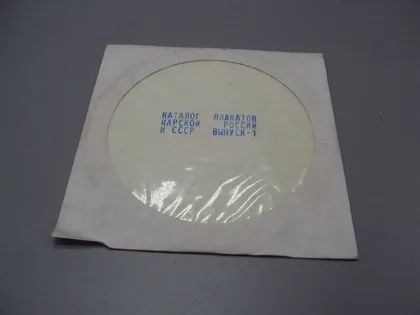 КАТАЛОГ ПЛАКАТОВ
ЦАРСКОЙ РОССИИ
И СССР ВЫПУСК-1